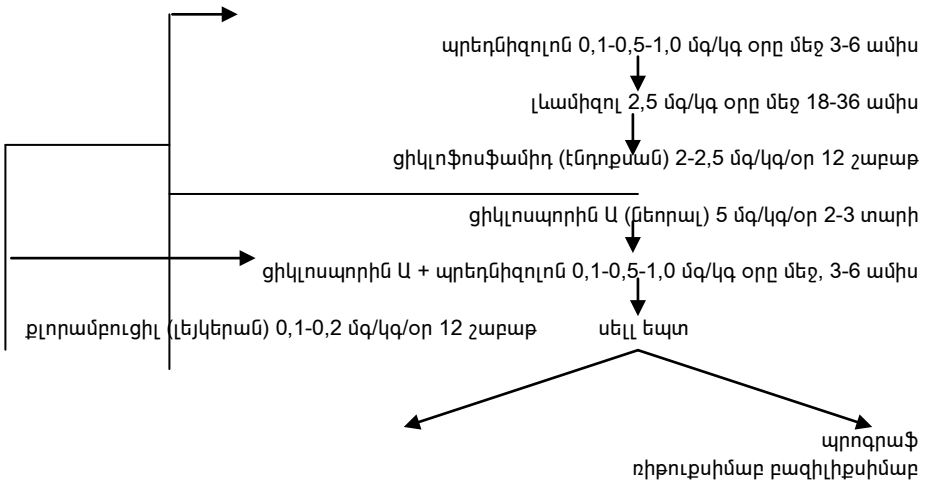 պրեդնիզոլոն 0,1-0,5-1,0 մգ/կգ օրը մեջ 3-6 ամիս
լևամիզոլ 2,5 մգ/կգ օրը մեջ 18-36 ամիս
ցիկլոֆոսֆամիդ (էնդոքսան) 2-2,5 մգ/կգ/օր 12 շաբաթ
ցիկլոսպորին Ա (նեորալ) 5 մգ/կգ/օր 2-3 տարի
ցիկլոսպորին Ա + պրեդնիզոլոն 0,1-0,5-1,0 մգ/կգ օրը մեջ, 3-6 ամիս
քլորամբուցիլ (լեյկերան) 0,1-0,2 մգ/կգ/օր 12 շաբաթ սելլ եպտ
պրոգրաֆ
ռիթուքսիմաբ բազիլիքսիմաբ